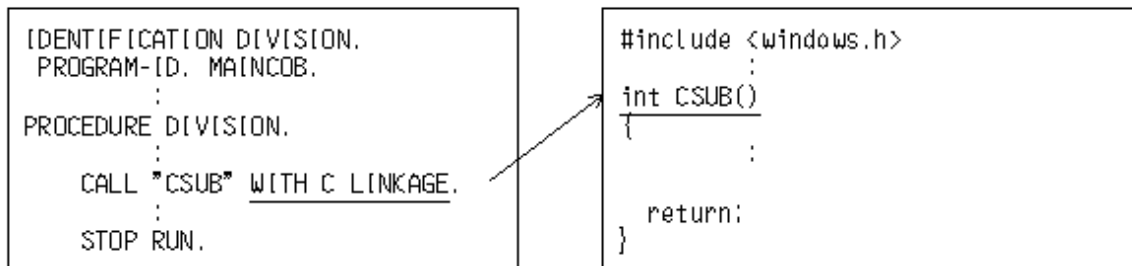 IDENTIFICATION DIVISION.
PROGRAM-ID. MAINCOB.
:
PROCEDURE DIVISION.
:
CALL "CSUB" WITH C LINKAGE.
:
STOP RUN.
#include <windows.h>
:
int CSUB()
{
:
return;
}